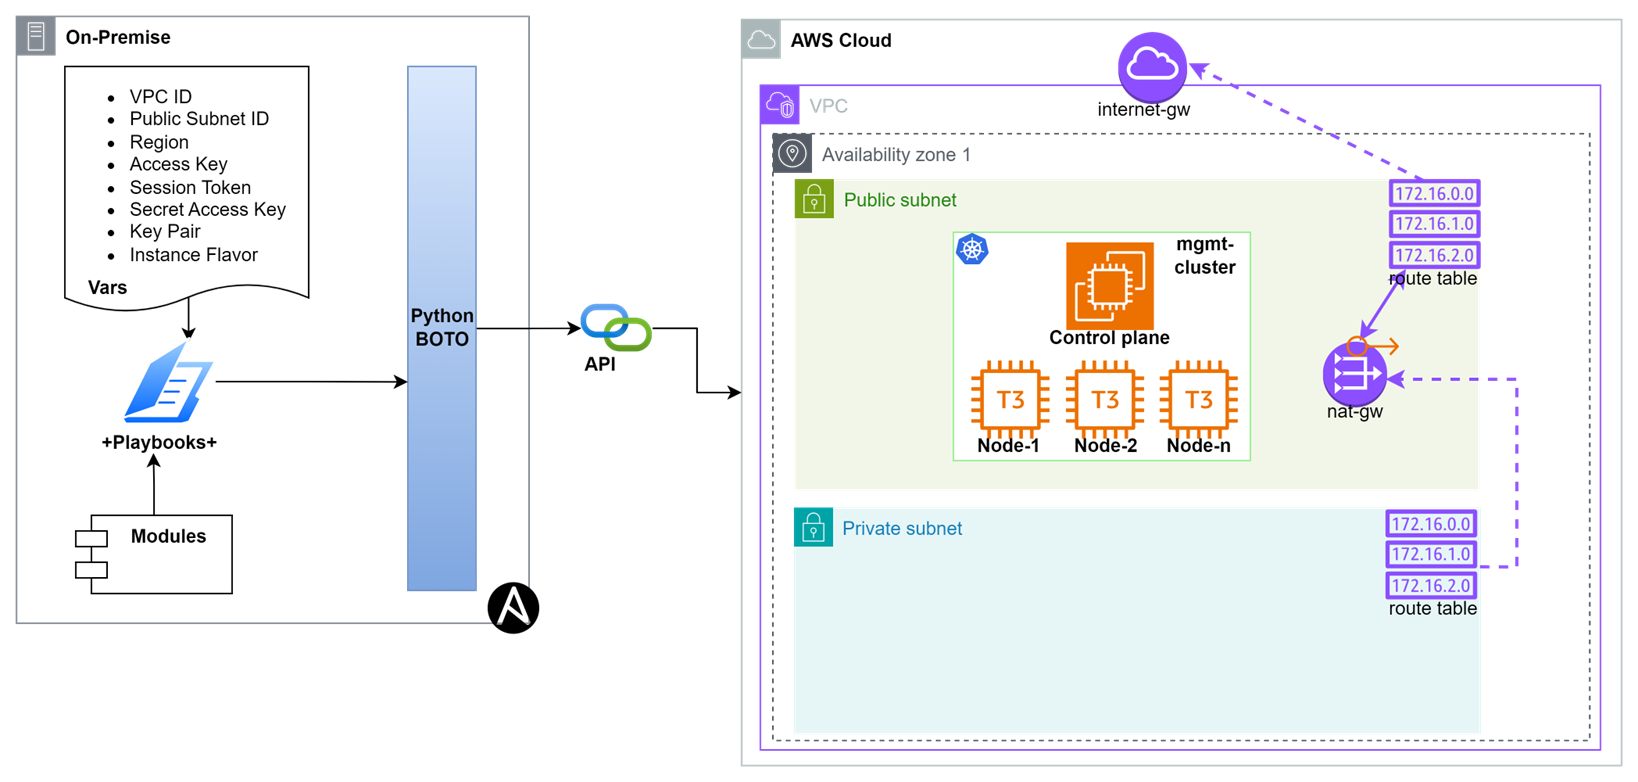 On-Premise
VPC ID
Public Subnet ID
Region
Access Key
Session Token
Secret Access Key
Key Pair
Instance Flavor
Vars
+Playbooks+
Modules
Python
BOTO
API
AWS Cloud
internet-gw
VPC
Availability zone 1
Public subnet
172.16.0.0
172.16.1.0
172.16.2.0
route table
mgmt-
cluster
Control plane
T3
T3
T3
Node-1
Node-2
Node-n
nat-gw
Private subnet
172.16.0.0
172.16.1.0
172.16.2.0
route table